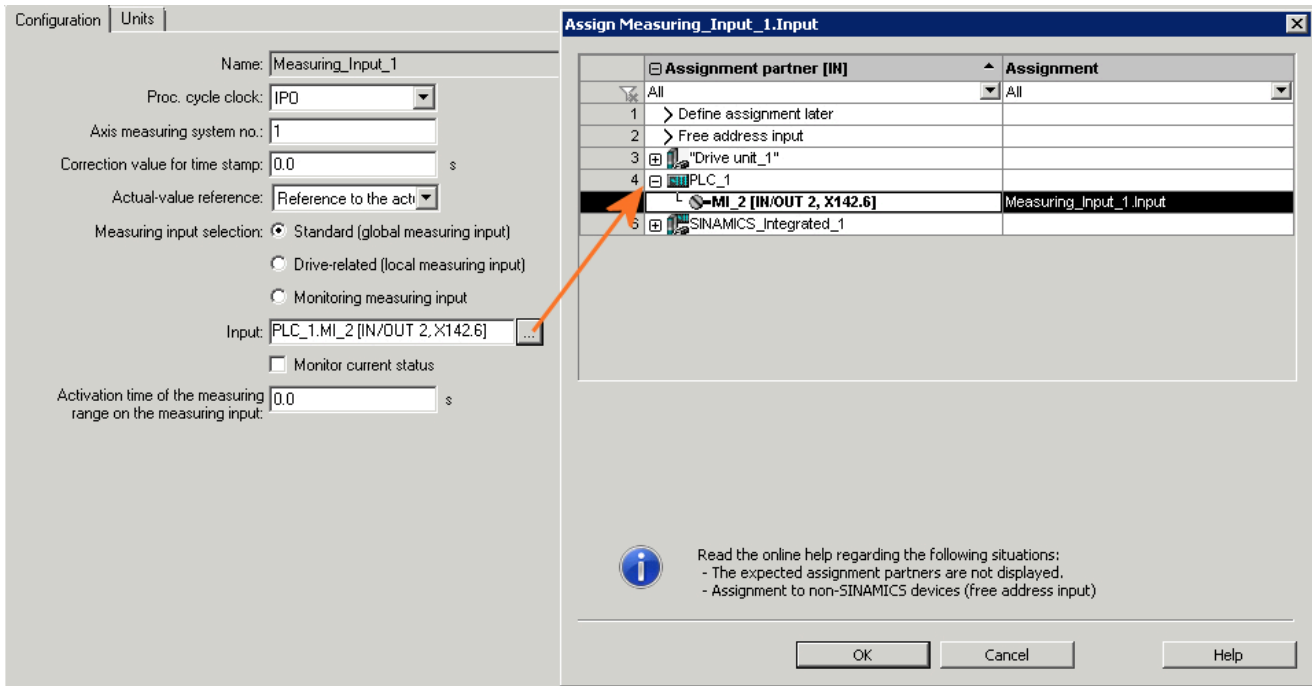 Configuration
Units
Name: Measuring_Input_1
Proc. cycle clock: IPO
Axis measuring system no.: 1
Correction value for time stamp: 0.0 s
Actual-value reference: Reference to the actu
Measuring input selection: Standard (global measuring input)
Drive-related (local measuring input)
Monitoring measuring input
Input: PLC_1.MI_2 [IN/OUT 2, X142.6] ...
Monitor current status
Activation time of the measuring
range on the measuring input: 0.0 s
Assign Measuring_Input_1.Input
Assignment partner [IN] Assignment
All All
1 Define assignment later
2 Free address input
3 "Drive unit_1"
4 PLC_1
MI_2 [IN/OUT 2, X142.6] Measuring_Input_1.Input
6 SINAMICS_Integrated_1
Read the online help regarding the following situations:
- The expected assignment partners are not displayed.
- Assignment to non-SINAMICS devices (free address input)
OK Cancel Help